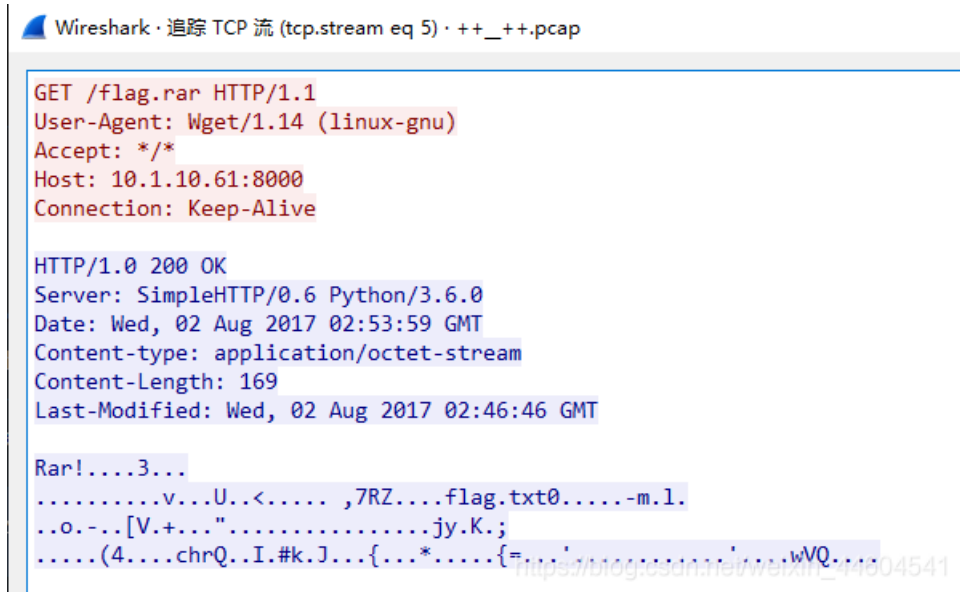 Wireshark · 追踪 TCP 流 (tcp.stream eq 5) · ++__++.pcap
GET /flag.rar HTTP/1.1
User-Agent: Wget/1.14 (linux-gnu)
Accept: */*
Host: 10.1.10.61:8000
Connection: Keep-Alive
HTTP/1.0 200 OK
Server: SimpleHTTP/0.6 Python/3.6.0
Date: Wed, 02 Aug 2017 02:53:59 GMT
Content-type: application/octet-stream
Content-Length: 169
Last-Modified: Wed, 02 Aug 2017 02:46:46 GMT
Rar!....3...
..........v...U..<..... ,7RZ....flag.txt0.....-m.l.
..o.-..[V.+..."................jy.K.;
.....(4....chrQ..I.#k.J...{...*.....{=...'.............'....wVQ....
https://blog.csdn.net/weixin_44604541